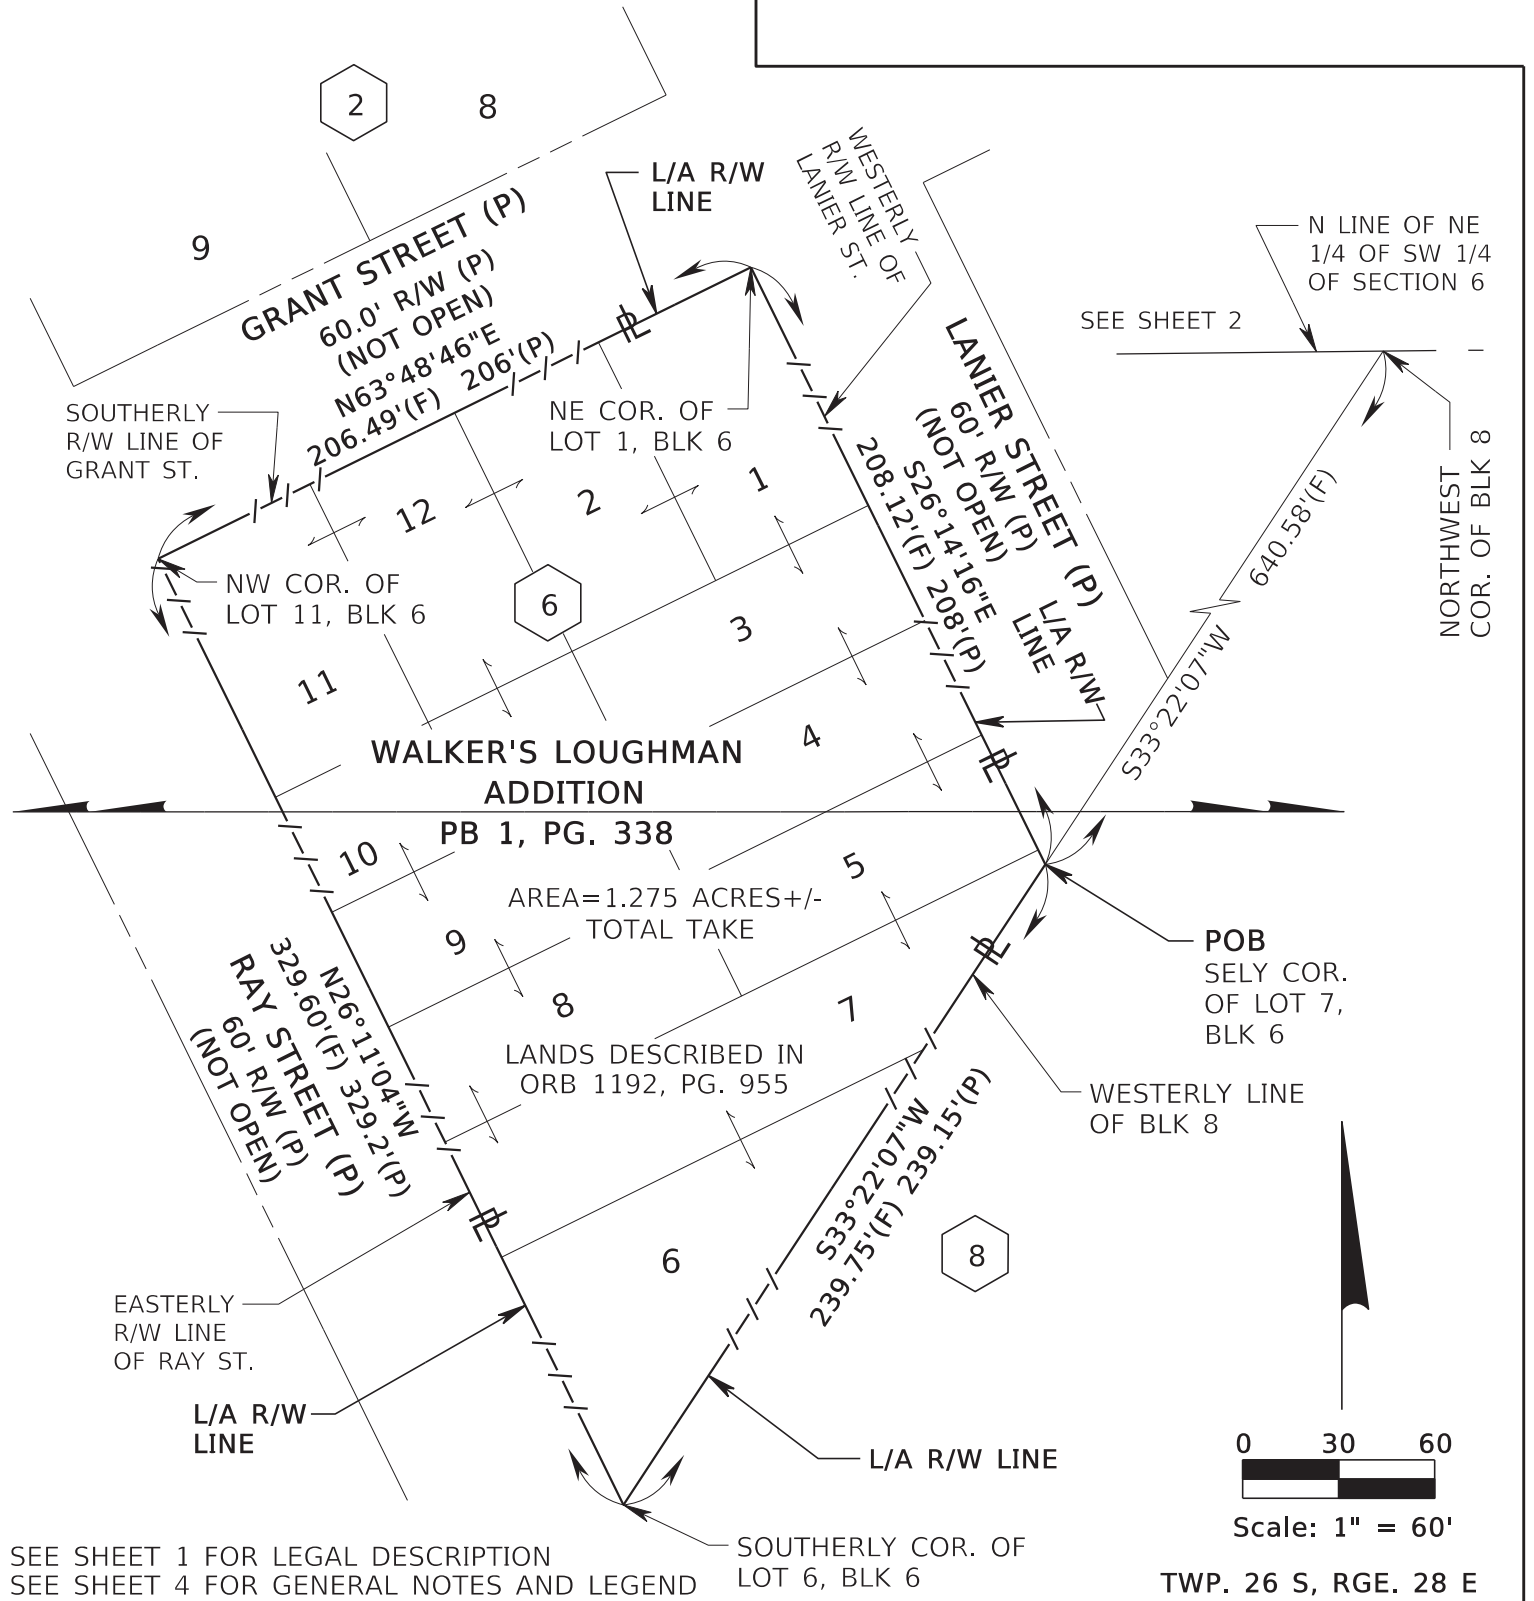 2
8
9
GRANT STREET (P)
60.0' R/W (P)
(NOT OPEN)
N63°48'46"E
206.49'(F) 206'(P)
L/A R/W
LINE
PL
WESTERLY
R/W LINE OF
LANIER ST.
N LINE OF NE
1/4 OF SW 1/4
OF SECTION 6
SEE SHEET 2
SOUTHERLY
R/W LINE OF
GRANT ST.
NE COR. OF
LOT 1, BLK 6
LANIER STREET (P)
60' R/W (P)
(NOT OPEN)
S26°14'16"E
208.12'(F) 208'(P)
L/A R/W
LINE
NORTHWEST
COR. OF BLK 8
640.58'(F)
S33°22'07"W
12
2
1
NW COR. OF
LOT 11, BLK 6
6
3
11
4
WALKER'S LOUGHMAN
ADDITION
PB 1, PG. 338
PL
10
5
AREA=1.275 ACRES+/-
TOTAL TAKE
9
PL
POB
SELY COR.
OF LOT 7,
BLK 6
8
7
LANDS DESCRIBED IN
ORB 1192, PG. 955
N26°11'04"W
329.60'(F) 329.2'(P)
RAY STREET (P)
60' R/W (P)
(NOT OPEN)
WESTERLY LINE
OF BLK 8
S33°22'07"W
239.75'(F) 239.15'(P)
PL
6
8
EASTERLY
R/W LINE
OF RAY ST.
L/A R/W
LINE
L/A R/W LINE
0 30 60
Scale: 1" = 60'
SOUTHERLY COR. OF
LOT 6, BLK 6
SEE SHEET 1 FOR LEGAL DESCRIPTION
SEE SHEET 4 FOR GENERAL NOTES AND LEGEND
TWP. 26 S, RGE. 28 E